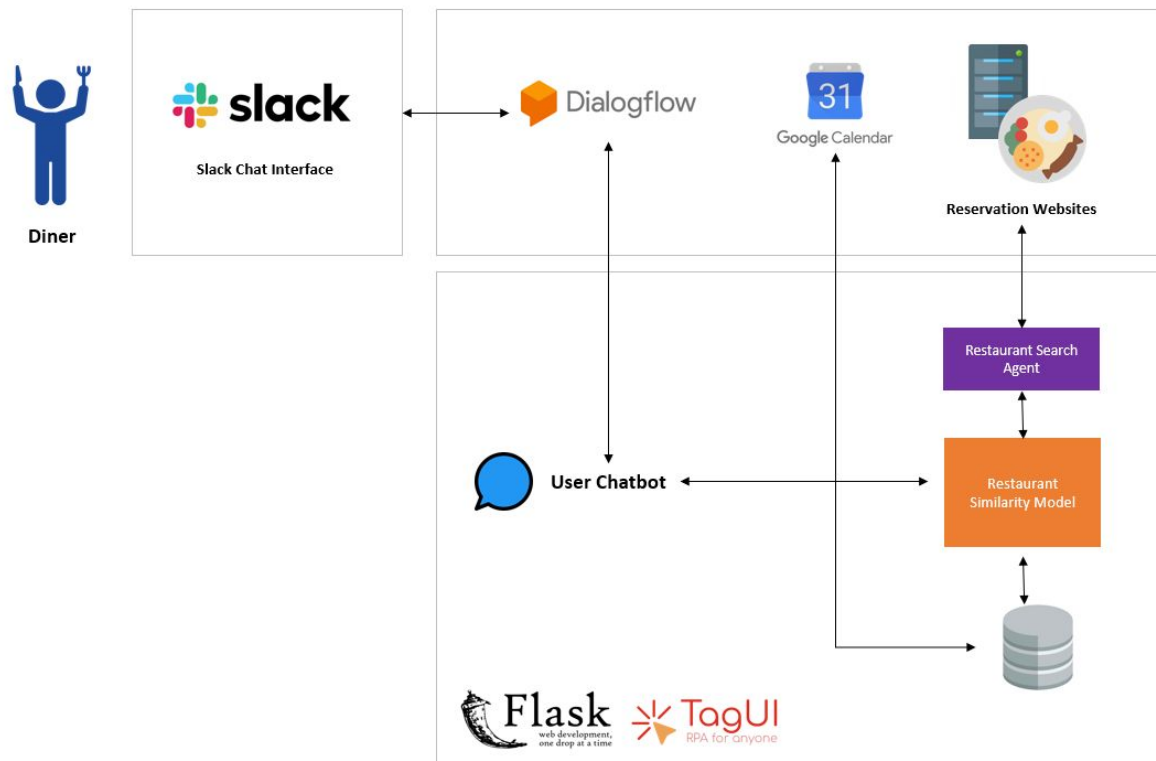 slack
Slack Chat Interface
Diner
Dialogflow
31
Google Calendar
Reservation Websites
Restaurant Search
Agent
Restaurant
Similarity Model
User Chatbot
Flask
web development,
one drop at a time
TagUI
RPA for anyone